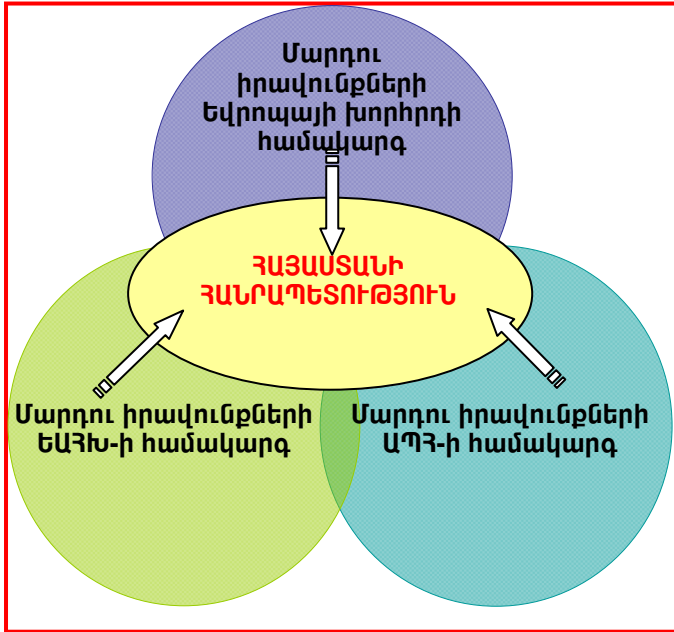 Մարդու
իրավունքների
Եվրոպայի խորհրդի
համակարգ
ՀԱՅԱՍՏԱՆԻ
ՀԱՆՐԱՊԵՏՈՒԹՅՈՒՆ
Մարդու իրավունքների
ԵԱՀԽ-ի համակարգ
Մարդու իրավունքների
ԱՊՀ-ի համակարգ